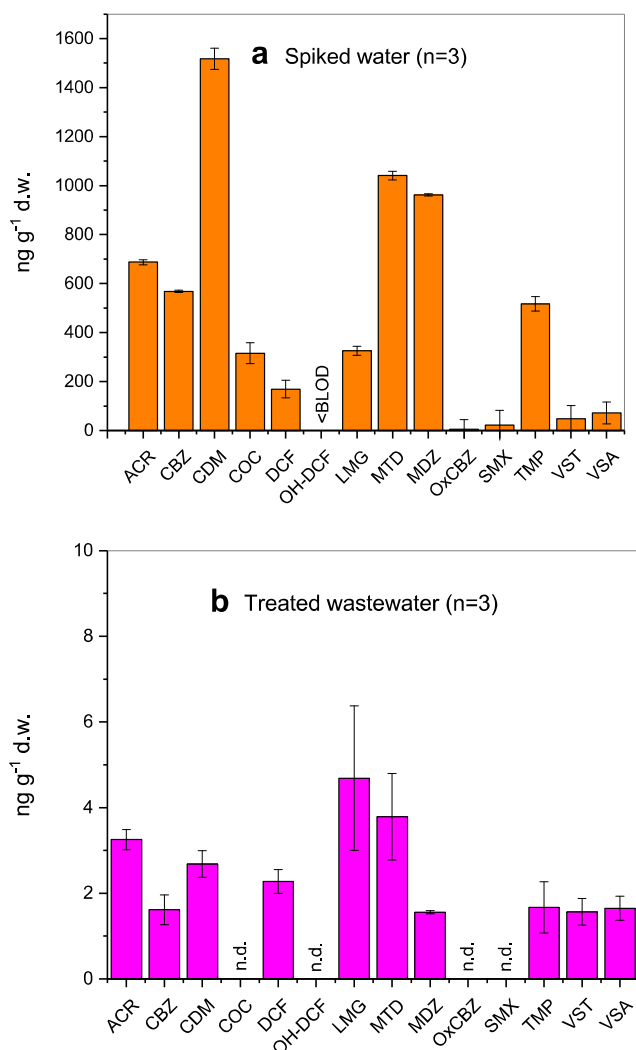 a Spiked water (n=3)
ng g⁻¹ d.w.
1600
1400
1200
1000
800
600
400
200
0
<BLOD
ACR CBZ CDM COC DCF OH-DCF LMG MTD MDZ OxCBZ SMX TMP VST VSA
b Treated wastewater (n=3)
ng g⁻¹ d.w.
10
8
6
4
2
0
n.d. n.d. n.d. n.d.
ACR CBZ CDM COC DCF OH-DCF LMG MTD MDZ OxCBZ SMX TMP VST VSA